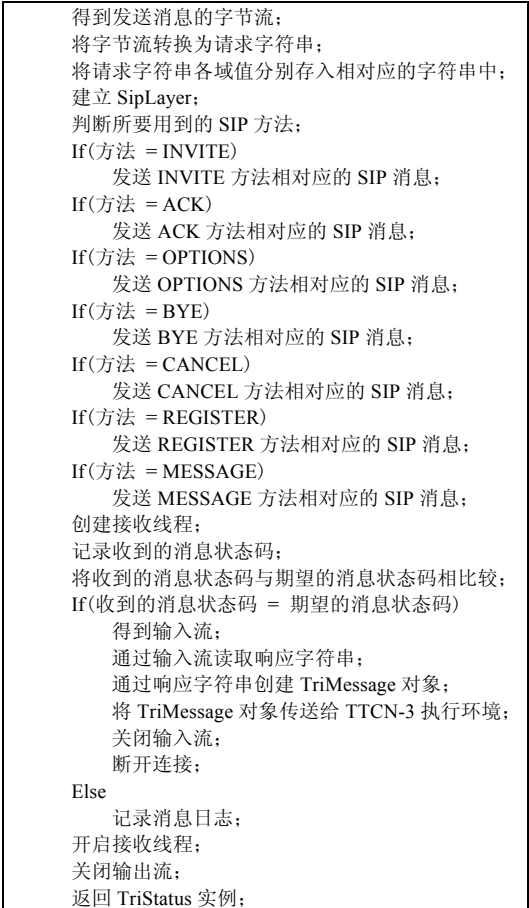 得到发送消息的字节流；
将字节流转换为请求字符串；
将请求字符串各域值分别存入相对应的字符串中；
建立 SipLayer；
判断所要用到的 SIP 方法；
If(方法 = INVITE)
发送 INVITE 方法相对应的 SIP 消息；
If(方法 = ACK)
发送 ACK 方法相对应的 SIP 消息；
If(方法 = OPTIONS)
发送 OPTIONS 方法相对应的 SIP 消息；
If(方法 = BYE)
发送 BYE 方法相对应的 SIP 消息；
If(方法 = CANCEL)
发送 CANCEL 方法相对应的 SIP 消息；
If(方法 = REGISTER)
发送 REGISTER 方法相对应的 SIP 消息；
If(方法 = MESSAGE)
发送 MESSAGE 方法相对应的 SIP 消息；
创建接收线程；
记录收到的消息状态码；
将收到的消息状态码与期望的消息状态码相比较；
If(收到的消息状态码 = 期望的消息状态码)
得到输入流；
通过输入流读取响应字符串；
通过响应字符串创建 TriMessage 对象；
将 TriMessage 对象传送给 TTCN-3 执行环境；
关闭输入流；
断开连接；
Else
记录消息日志；
开启接收线程；
关闭输出流；
返回 TriStatus 实例；